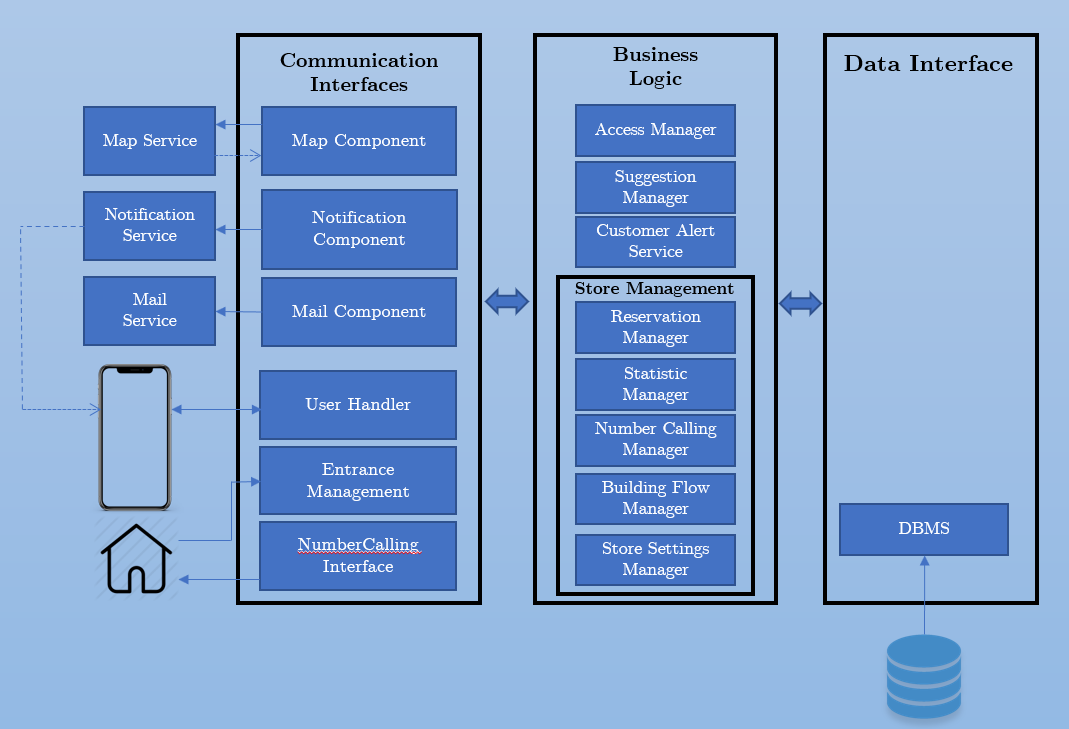 Communication
Interfaces
Map Service
Map Component
Notification
Service
Notification
Component
Mail
Service
Mail Component
User Handler
Entrance
Management
NumberCalling
Interface
Business
Logic
Access Manager
Suggestion
Manager
Customer Alert
Service
Store Management
Reservation
Manager
Statistic
Manager
Number Calling
Manager
Building Flow
Manager
Store Settings
Manager
Data Interface
DBMS